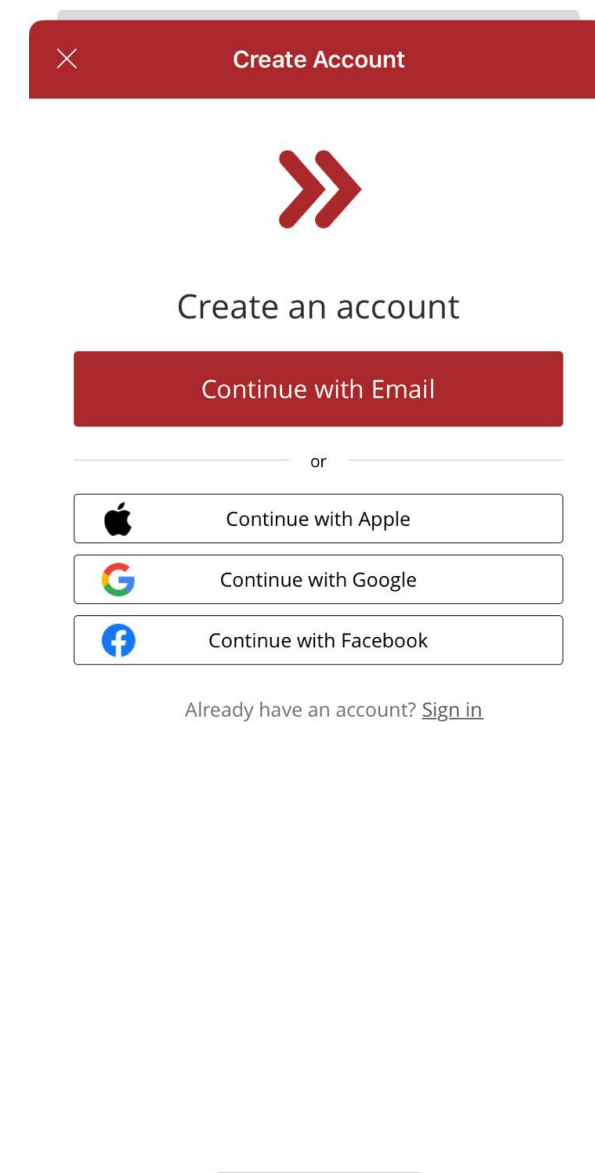 Create Account
Create an account
Continue with Email
or
Continue with Apple
Continue with Google
Continue with Facebook
Already have an account? Sign in